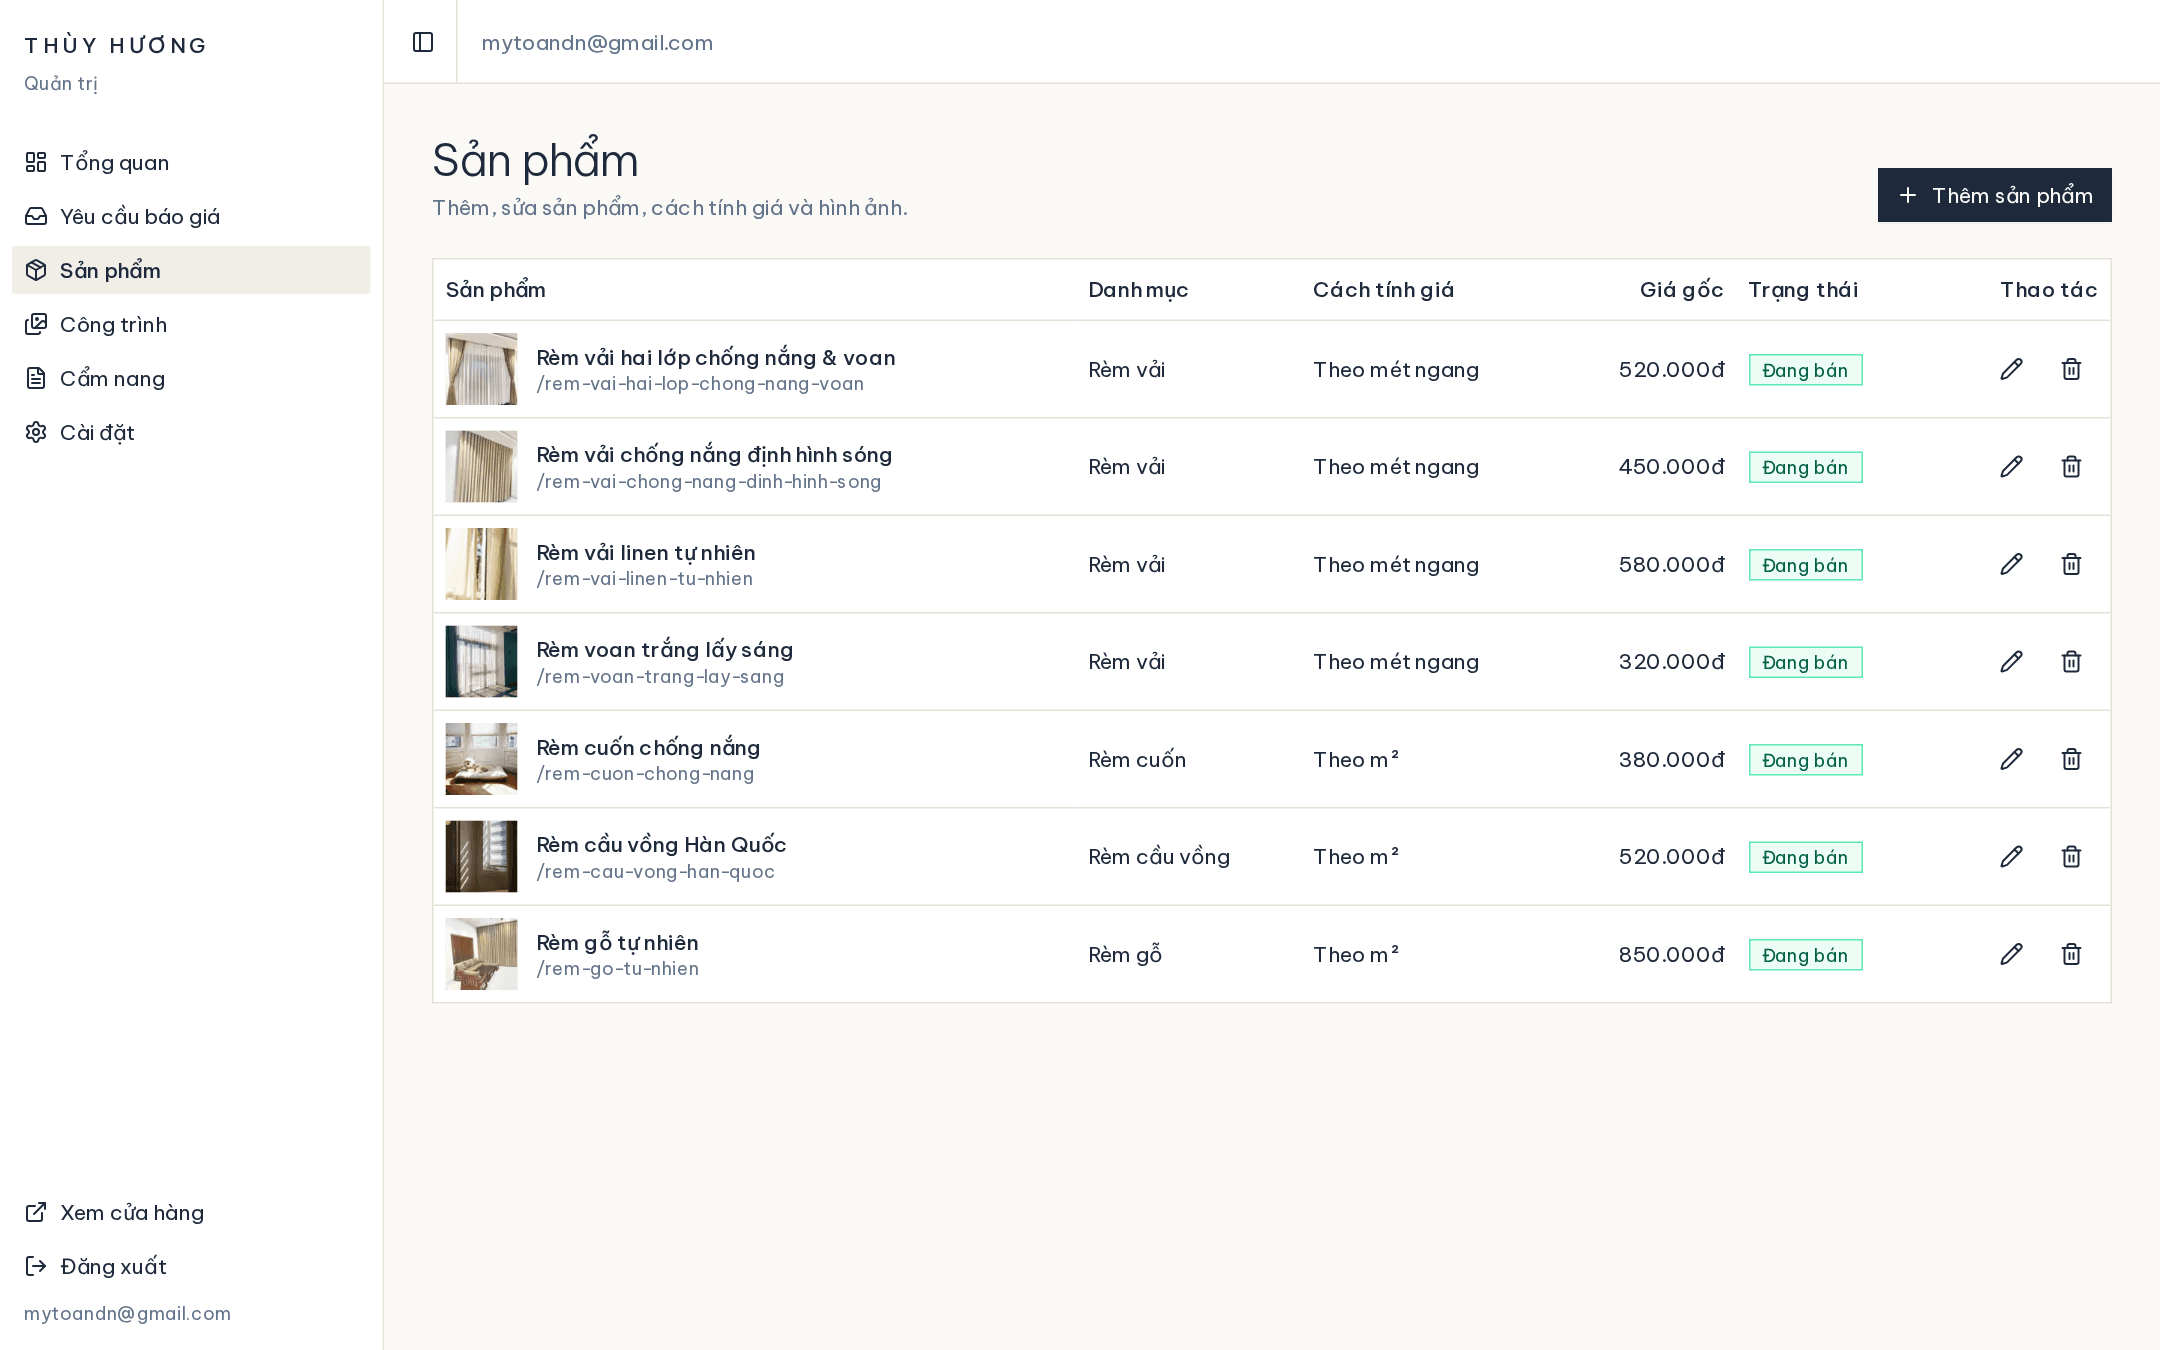 THÙY HƯƠNG
Quản trị
Tổng quan
Yêu cầu báo giá
Sản phẩm
Công trình
Cẩm nang
Cài đặt
Xem cửa hàng
Đăng xuất
mytoandn@gmail.com
mytoandn@gmail.com
Sản phẩm
Thêm, sửa sản phẩm, cách tính giá và hình ảnh.
Thêm sản phẩm
Sản phẩm Danh mục Cách tính giá Giá gốc Trạng thái Thao tác
Rèm vải hai lớp chống nắng & voan
/rem-vai-hai-lop-chong-nang-voan
Rèm vải Theo mét ngang 520.000đ Đang bán
Rèm vải chống nắng định hình sóng
/rem-vai-chong-nang-dinh-hinh-song
Rèm vải Theo mét ngang 450.000đ Đang bán
Rèm vải linen tự nhiên
/rem-vai-linen-tu-nhien
Rèm vải Theo mét ngang 580.000đ Đang bán
Rèm voan trắng lấy sáng
/rem-voan-trang-lay-sang
Rèm vải Theo mét ngang 320.000đ Đang bán
Rèm cuốn chống nắng
/rem-cuon-chong-nang
Rèm cuốn Theo m² 380.000đ Đang bán
Rèm cầu vồng Hàn Quốc
/rem-cau-vong-han-quoc
Rèm cầu vồng Theo m² 520.000đ Đang bán
Rèm gỗ tự nhiên
/rem-go-tu-nhien
Rèm gỗ Theo m² 850.000đ Đang bán